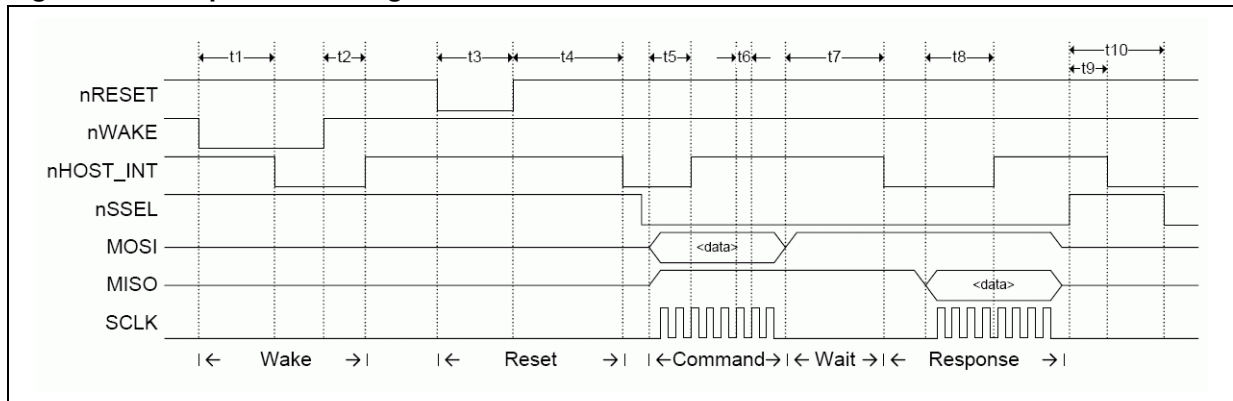 t1 t2 t3 t4 t5 t6 t7 t8 t10
t9
nRESET
nWAKE
nHOST_INT
nSSEL
MOSI <data>
MISO <data>
SCLK
|← Wake →| |← Reset →| |←Command→|← Wait →|← Response →|